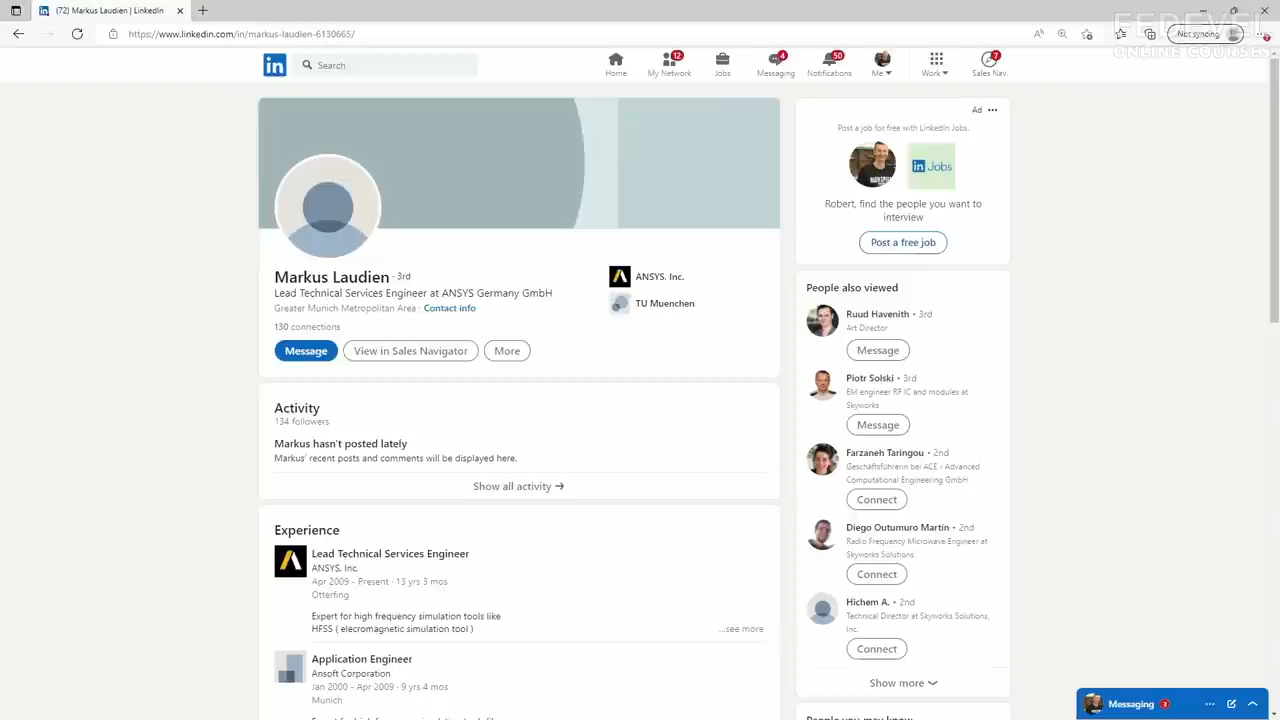 (72) Markus Laudien | LinkedIn
https://www.linkedin.com/in/markus-laudien-6130665/
Not syncing
FEDEVEL
ONLINE COURSES
in
Search
Home
12
My Network
Jobs
4
Messaging
50
Notifications
Me
Work
7
Sales Nav
Markus Laudien · 3rd
Lead Technical Services Engineer at ANSYS Germany GmbH
Greater Munich Metropolitan Area · Contact info
130 connections
Message
View in Sales Navigator
More
ANSYS. Inc.
TU Muenchen
Activity
134 followers
Markus hasn't posted lately
Markus' recent posts and comments will be displayed here.
Show all activity →
Experience
Lead Technical Services Engineer
ANSYS, Inc.
Apr 2009 - Present · 13 yrs 3 mos
Otterfing
Expert for high frequency simulation tools like
HFSS ( elecromagnetic simulation tool )
...see more
Application Engineer
Ansoft Corporation
Jan 2000 - Apr 2009 · 9 yrs 4 mos
Munich
Ad ···
Post a job for free with LinkedIn Jobs.
in Jobs
Robert, find the people you want to
interview
Post a free job
People also viewed
Ruud Havenith • 3rd
Art Director
Message
Piotr Solski • 3rd
EM engineer RF IC and modules at
Skyworks
Message
Farzaneh Taringou • 2nd
Geschäftsführerin bei ACE - Advanced
Computational Engineering GmbH
Connect
Diego Outumuro Martín • 2nd
Radio Frequency Microwave Engineer at
Skyworks Solutions
Connect
Hichem A. • 2nd
Technical Director at Skyworks Solutions,
Inc.
Connect
Show more
People you may know
Messaging 3